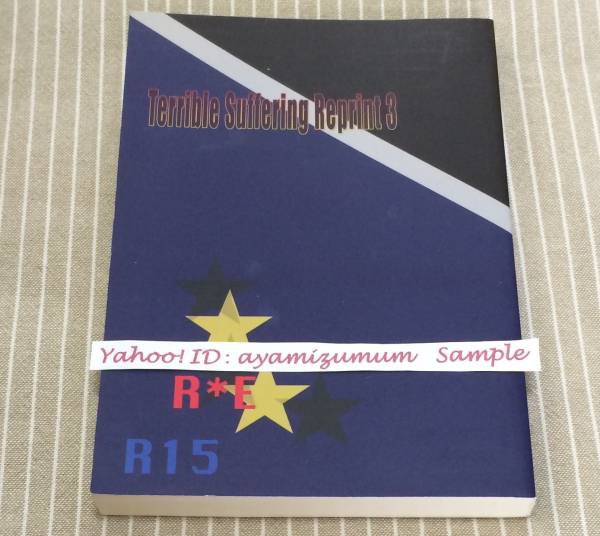 Terrible Suffering Reprint 3
Yahoo! ID : ayamizumum Sample
R*E
R15